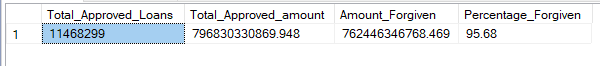 Total_Approved_Loans Total_Approved_amount Amount_Forgiven Percentage_Forgiven
1 11468299 796830330869.948 762446346768.469 95.68